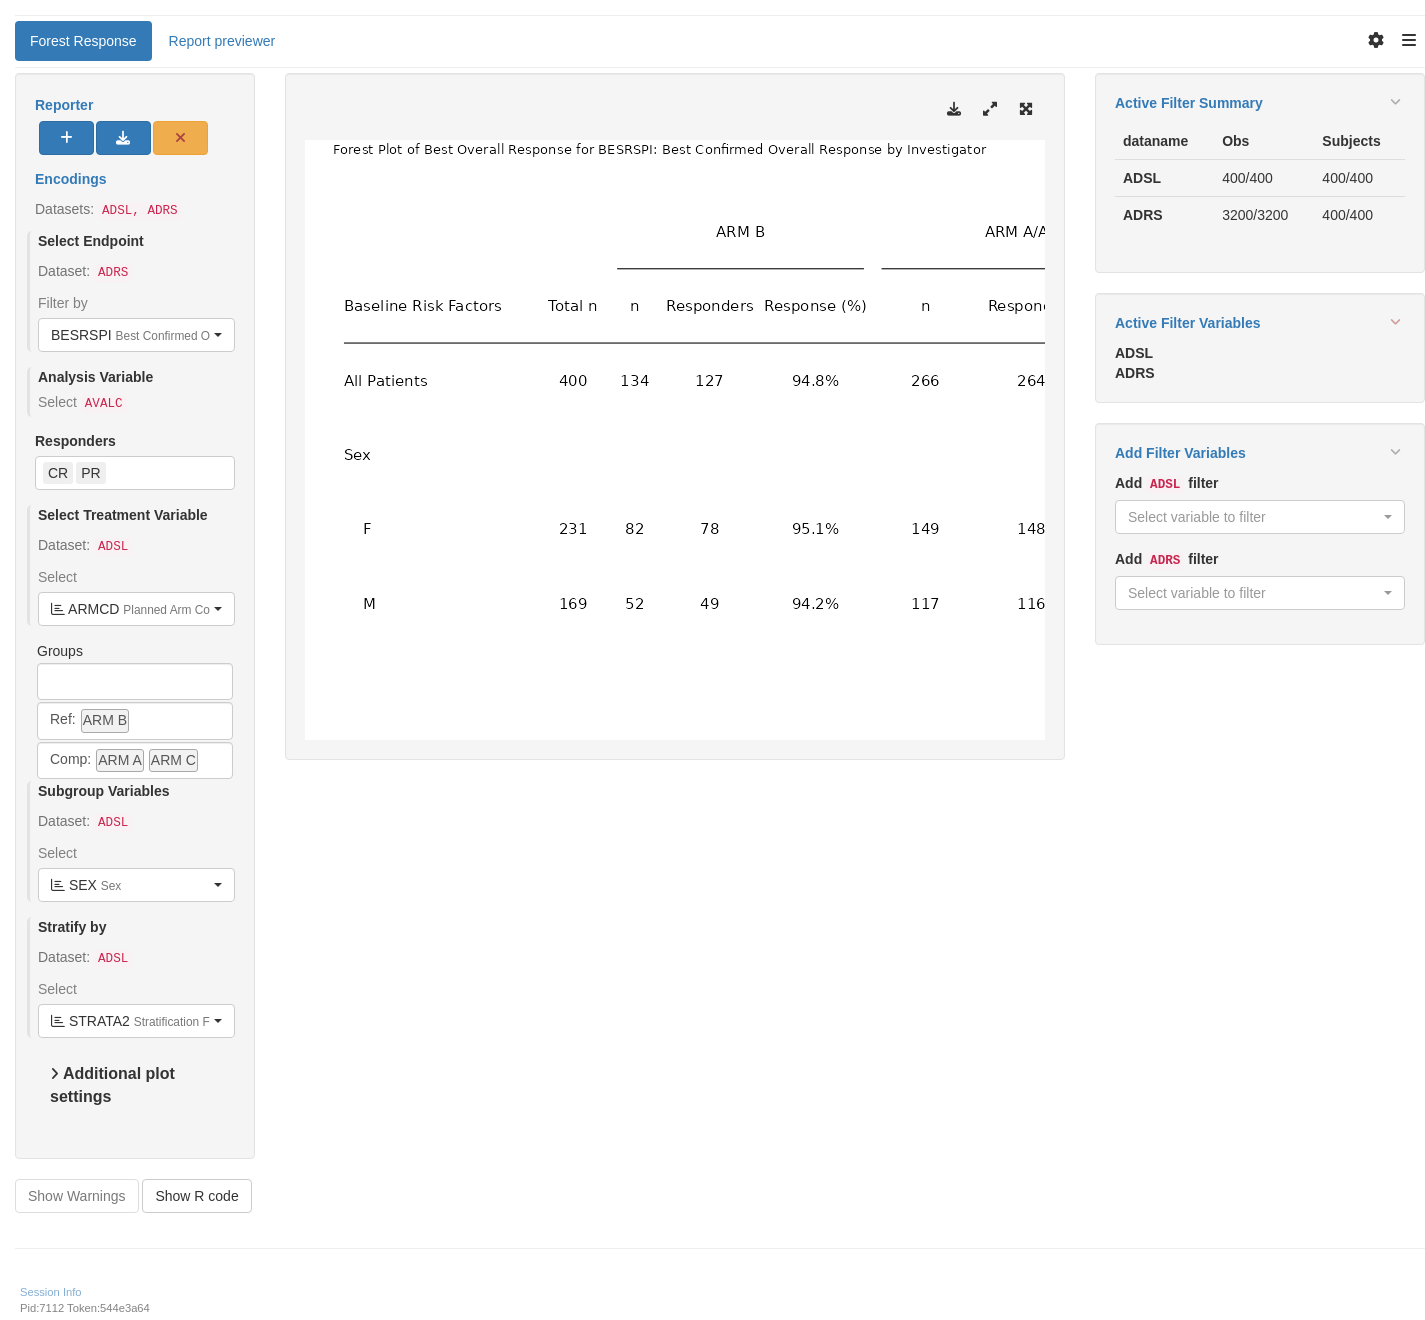 Forest Response
Report previewer
Reporter
Encodings
Datasets: ADSL, ADRS
Select Endpoint
Dataset: ADRS
Filter by
BESRSPI Best Confirmed O
Analysis Variable
Select AVALC
Responders
CR PR
Select Treatment Variable
Dataset: ADSL
Select
ARMCD Planned Arm Co
Groups
Ref: ARM B
Comp: ARM A ARM C
Subgroup Variables
Dataset: ADSL
Select
SEX Sex
Stratify by
Dataset: ADSL
Select
STRATA2 Stratification F
Additional plot
settings
Show Warnings
Show R code
Forest Plot of Best Overall Response for BESRSPI: Best Confirmed Overall Response by Investigator
ARM B ARM A/A
Baseline Risk Factors Total n n Responders Response (%) n Respon
All Patients 400 134 127 94.8% 266 264
Sex
F 231 82 78 95.1% 149 148
M 169 52 49 94.2% 117 116
Active Filter Summary
dataname Obs Subjects
ADSL 400/400 400/400
ADRS 3200/3200 400/400
Active Filter Variables
ADSL
ADRS
Add Filter Variables
Add ADSL filter
Select variable to filter
Add ADRS filter
Select variable to filter
Session Info
Pid:7112 Token:544e3a64